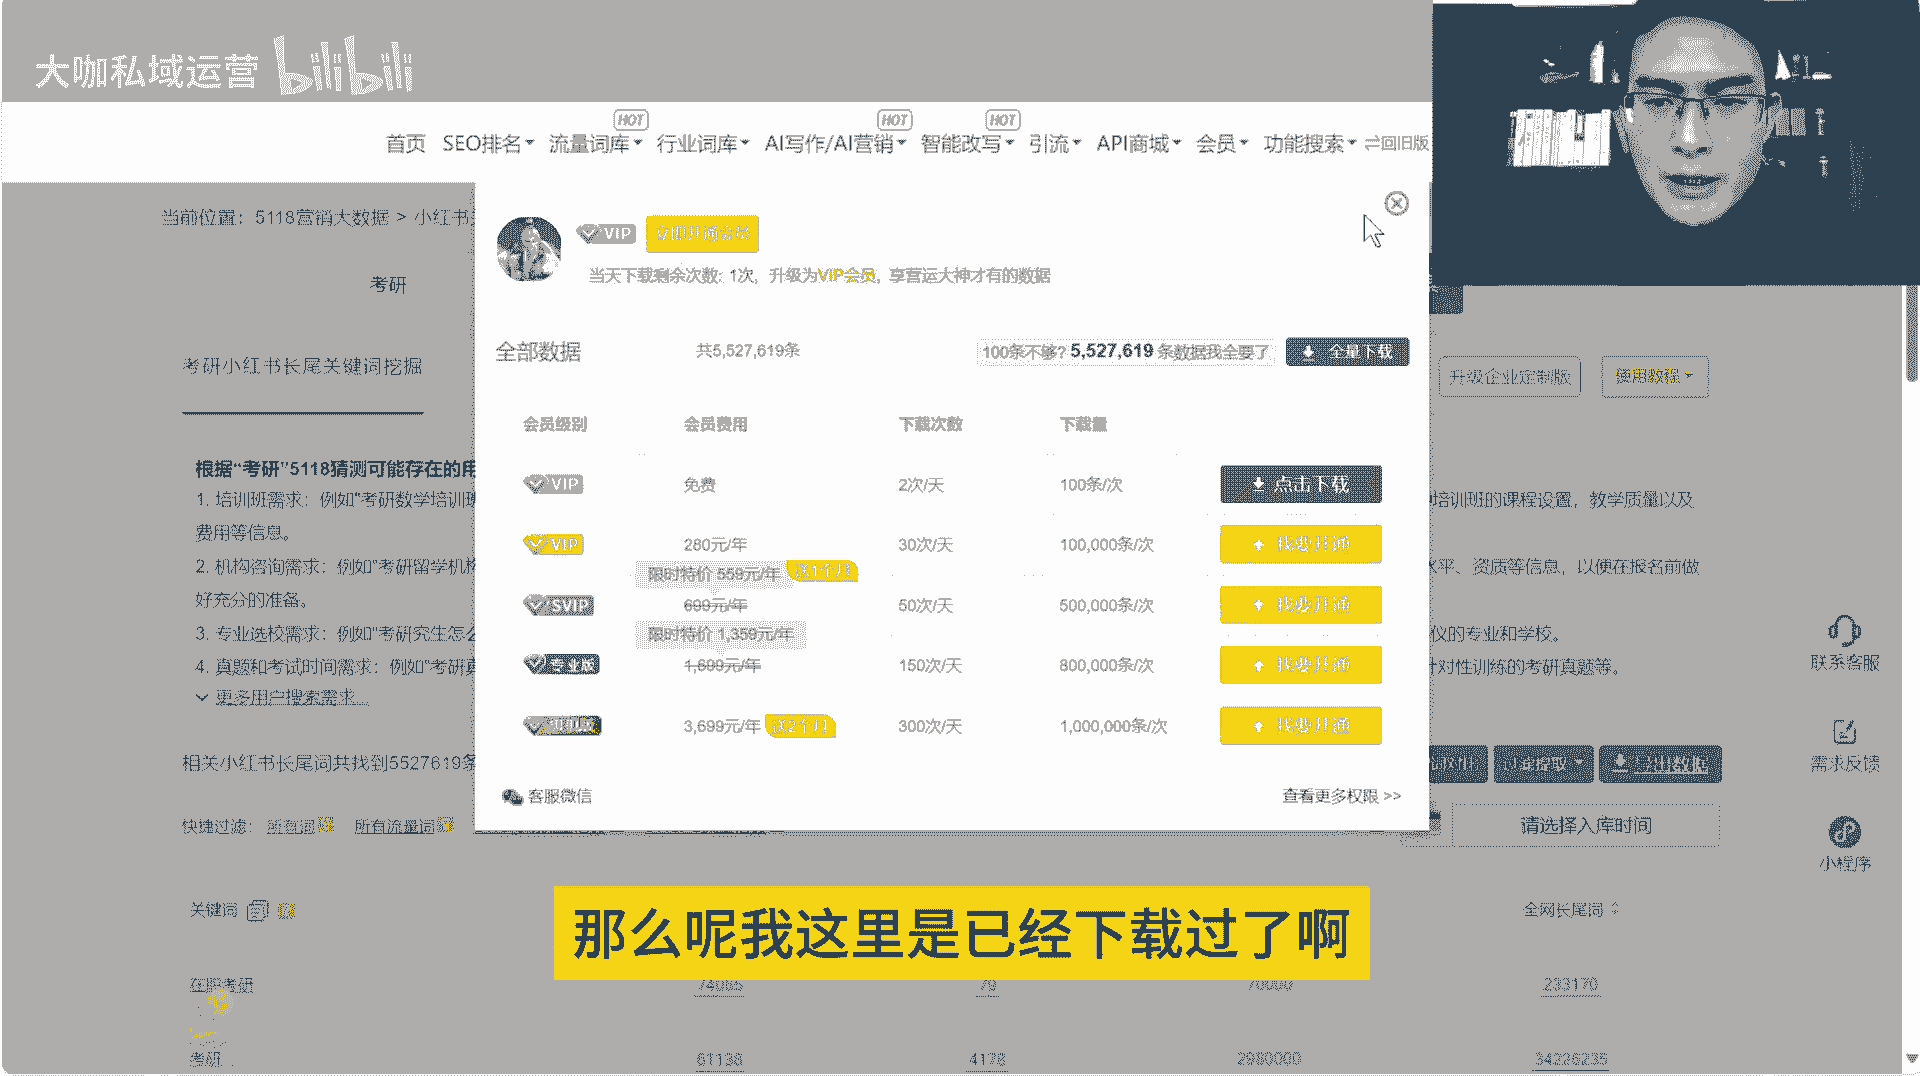 大咖私域运营 bilibili
HOT HOT HOT
首页 SEO排名 流量词库 行业词库 AI写作/AI营销 智能改写 引流 API商城 会员 功能搜索 回旧版
当前位置：5118营销大数据 > 小红书
VIP 立即开通会员
当天下载剩余次数：1次，升级为VIP会员，享营运大神才有的数据
考研
全部数据 共5,527,619条 100条不够? 5,527,619 条数据我全要了 全量下载
考研小红书长尾关键词挖掘
升级企业定制版 使用教程
会员级别 会员费用 下载次数 下载量
根据“考研”5118猜测可能存在的用
VIP 免费 2次/天 100条/次 点击下载
1. 培训班需求：例如“考研数学培训班
培训班的课程设置，教学质量以及
费用等信息。
VIP 280元/年 30次/天 100,000条/次 我要开通
2. 机构咨询需求：例如“考研留学机构
水平、资质等信息，以便在报名前做
限时特价 559元/年 送1个月
好充分的准备。
SVIP 699元/年 50次/天 500,000条/次 我要开通
3. 专业选校需求：例如“考研究生怎么
仪的专业和学校。
限时特价 1,359元/年
专业版 1,699元/年 150次/天 800,000条/次 我要开通
4. 真题和考试时间需求：例如“考研真
针对性训练的考研真题等。
更多用户搜索需求...
3,699元/年 送2个月 300次/天 1,000,000条/次 我要开通
联系客服
相关小红书长尾词共找到5527619条
需求反馈
客服微信 查看更多权限 >>
快捷过滤：所有词 所有流量词
请选择入库时间
小程序
关键词 全网长尾词
那么呢我这里是已经下载过了啊
在职考研 74065 79 70000 233170
考研 61136 4178 2980000 34226235